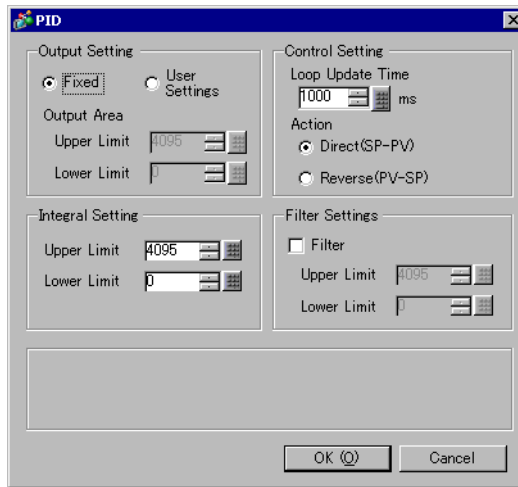 PID
Output Setting
Fixed
User
Settings
Output Area
Upper Limit 4095
Lower Limit 0
Control Setting
Loop Update Time
1000 ms
Action
Direct(SP-PV)
Reverse(PV-SP)
Integral Setting
Upper Limit 4095
Lower Limit 0
Filter Settings
Filter
Upper Limit 4095
Lower Limit 0
OK (O)
Cancel